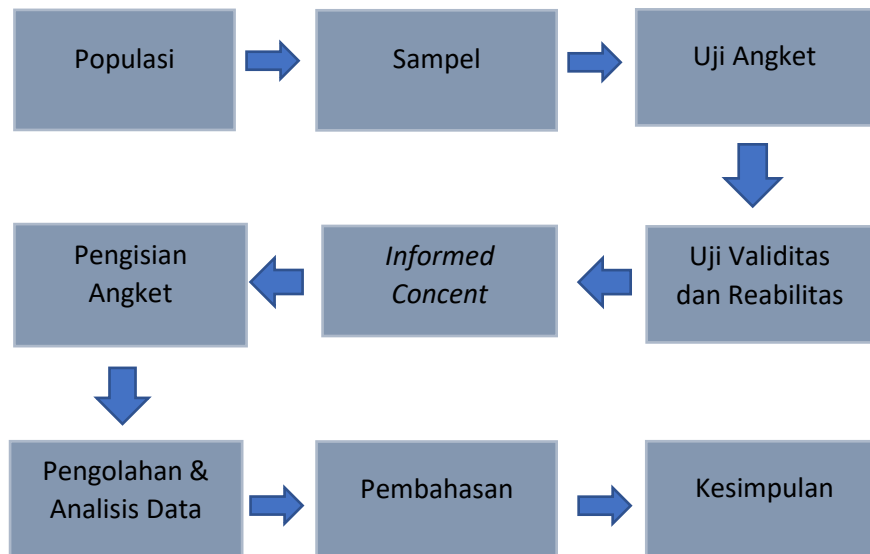 Populasi
Sampel
Uji Angket
Uji Validitas
dan Reabilitas
Informed
Concent
Pengisian
Angket
Pengolahan &
Analisis Data
Pembahasan
Kesimpulan